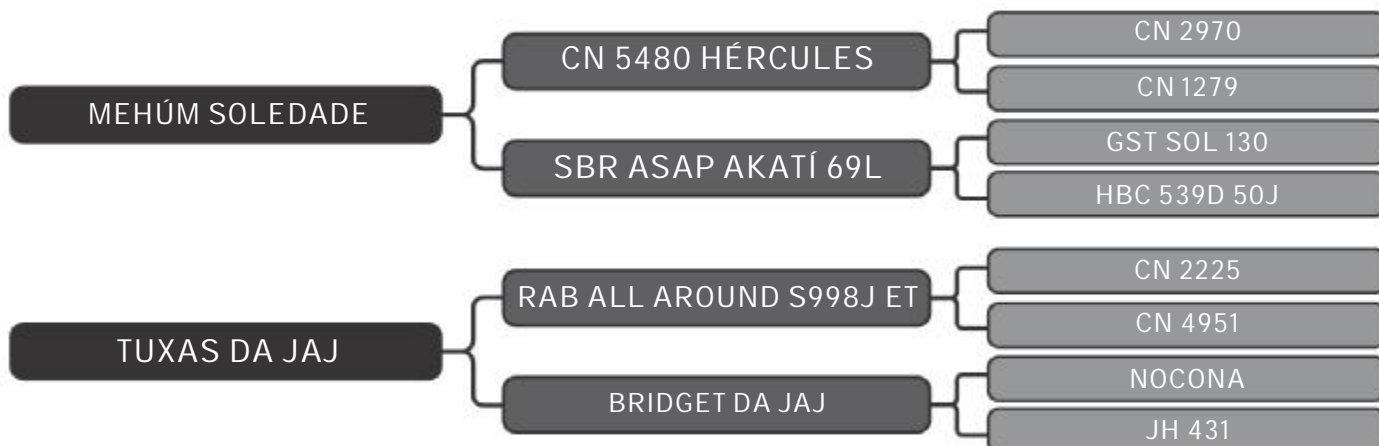 MEHÚM SOLEDADE
CN 5480 HÉRCULES
CN 2970
CN 1279
SBR ASAP AKATÍ 69L
GST SOL 130
HBC 539D 50J
TUXAS DA JAJ
RAB ALL AROUND S998J ET
CN 2225
CN 4951
BRIDGET DA JAJ
NOCONA
JH 431